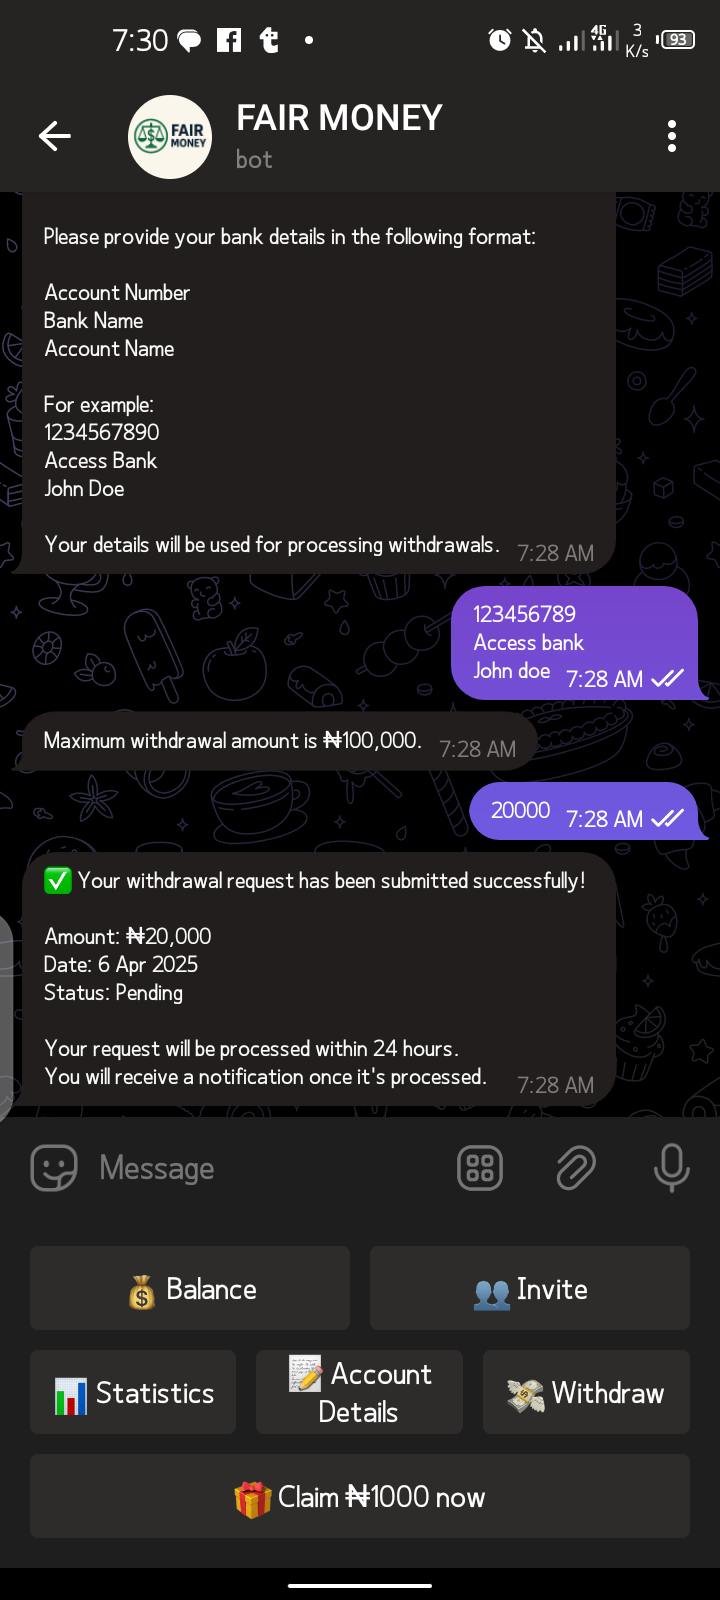 7:30
4G
3
K/s
93
FAIR
MONEY
FAIR MONEY
bot
Please provide your bank details in the following format:
Account Number
Bank Name
Account Name
For example:
1234567890
Access Bank
John Doe
Your details will be used for processing withdrawals. 7:28 AM
123456789
Access bank
John doe 7:28 AM
Maximum withdrawal amount is ₦100,000. 7:28 AM
20000 7:28 AM
✅ Your withdrawal request has been submitted successfully!
Amount: ₦20,000
Date: 6 Apr 2025
Status: Pending
Your request will be processed within 24 hours.
You will receive a notification once it's processed. 7:28 AM
Message
💰 Balance
👥 Invite
📊 Statistics
📝 Account
Details
💸 Withdraw
🎁 Claim ₦1000 now